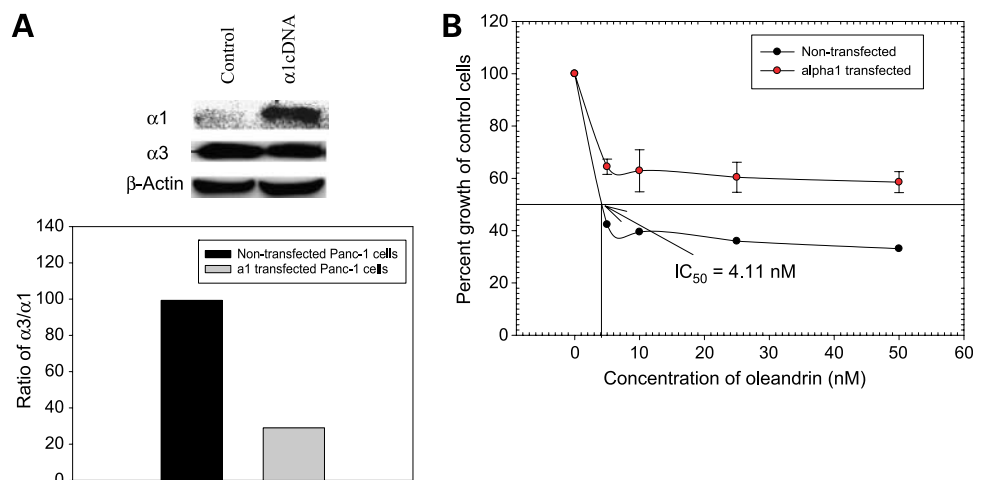 A
Control
α1cDNA
α1
α3
β-Actin
140
120
100
80
60
40
20
0
Ratio of α3/α1
Non-transfected Panc-1 cells
a1 transfected Panc-1 cells
B
120
100
80
60
40
20
0
Percent growth of control cells
Non-transfected
alpha1 transfected
IC50 = 4.11 nM
0 10 20 30 40 50 60
Concentration of oleandrin (nM)